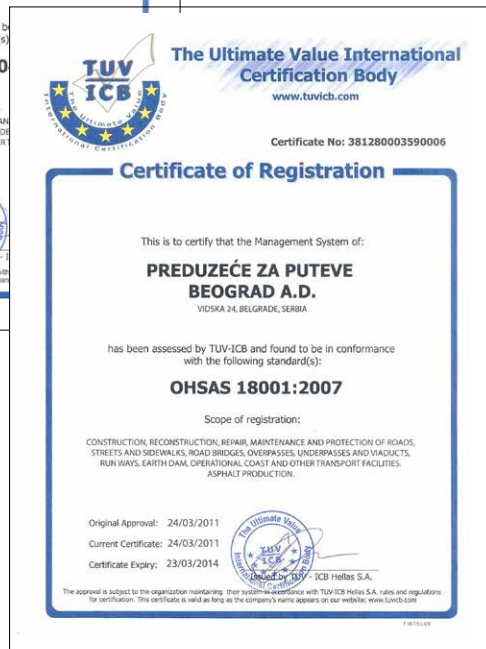 TUV
ICB
The Ultimate Value
International Certification Body
The Ultimate Value International
Certification Body
www.tuvicb.com
Certificate No: 381280003590006
Certificate of Registration
This is to certify that the Management System of:
PREDUZEĆE ZA PUTEVE
BEOGRAD A.D.
VIDSKA 24, BELGRADE, SERBIA
has been assessed by TUV-ICB and found to be in conformance
with the following standard(s):
OHSAS 18001:2007
Scope of registration:
CONSTRUCTION, RECONSTRUCTION, REPAIR, MAINTENANCE AND PROTECTION OF ROADS,
STREETS AND SIDEWALKS, ROAD BRIDGES, OVERPASSES, UNDERPASSES AND VIADUCTS,
RUN WAYS, EARTH DAM, OPERATIONAL COAST AND OTHER TRANSPORT FACILITIES.
ASPHALT PRODUCTION.
Original Approval: 24/03/2011
Current Certificate: 24/03/2011
Certificate Expiry: 23/03/2014
The Ultimate Value
TUV
ICB
Issued by TUV - ICB Hellas S.A.
The approval is subject to the organization maintaining their system in accordance with TUV-ICB Hellas S.A. rules and regulations
for certification. This certificate is valid as long as the company's name appears on our website: www.tuvicb.com